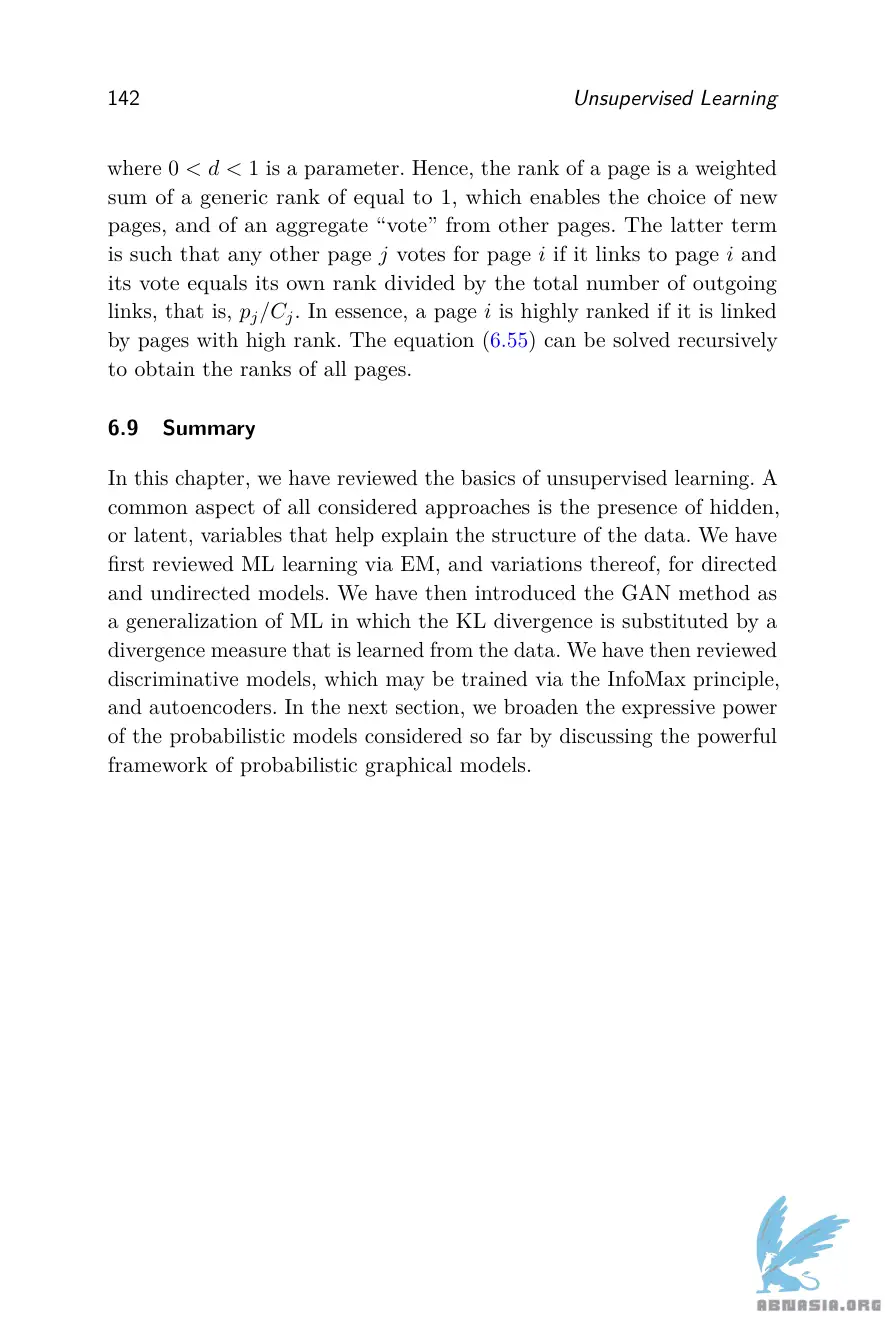 142 Unsupervised Learning
where 0 < d < 1 is a parameter. Hence, the rank of a page is a weighted
sum of a generic rank of equal to 1, which enables the choice of new
pages, and of an aggregate “vote” from other pages. The latter term
is such that any other page j votes for page i if it links to page i and
its vote equals its own rank divided by the total number of outgoing
links, that is, p_j/C_j. In essence, a page i is highly ranked if it is linked
by pages with high rank. The equation (6.55) can be solved recursively
to obtain the ranks of all pages.
6.9 Summary
In this chapter, we have reviewed the basics of unsupervised learning. A
common aspect of all considered approaches is the presence of hidden,
or latent, variables that help explain the structure of the data. We have
first reviewed ML learning via EM, and variations thereof, for directed
and undirected models. We have then introduced the GAN method as
a generalization of ML in which the KL divergence is substituted by a
divergence measure that is learned from the data. We have then reviewed
discriminative models, which may be trained via the InfoMax principle,
and autoencoders. In the next section, we broaden the expressive power
of the probabilistic models considered so far by discussing the powerful
framework of probabilistic graphical models.
ABNASIA.ORG